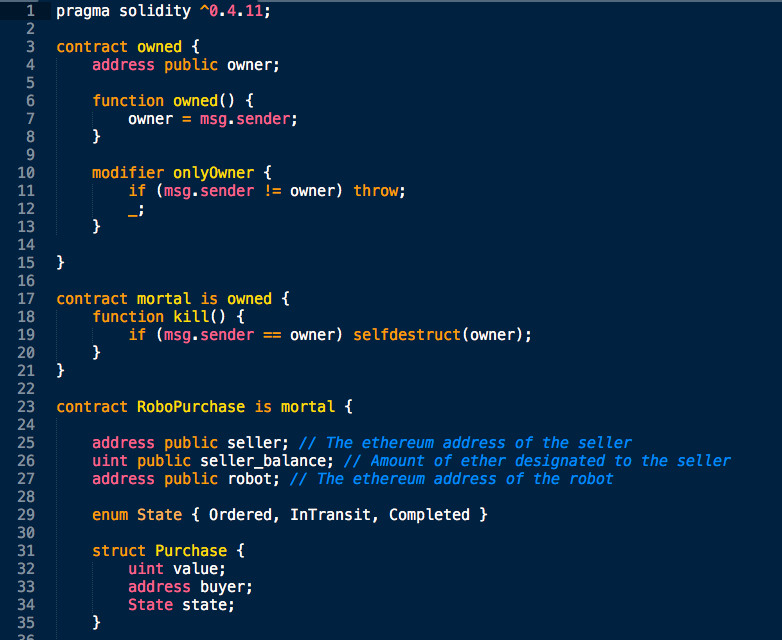 1 pragma solidity ^0.4.11;
2
3 contract owned {
4 address public owner;
5
6 function owned() {
7 owner = msg.sender;
8 }
9
10 modifier onlyOwner {
11 if (msg.sender != owner) throw;
12 _;
13 }
14
15 }
16
17 contract mortal is owned {
18 function kill() {
19 if (msg.sender == owner) selfdestruct(owner);
20 }
21 }
22
23 contract RoboPurchase is mortal {
24
25 address public seller; // The ethereum address of the seller
26 uint public seller_balance; // Amount of ether designated to the seller
27 address public robot; // The ethereum address of the robot
28
29 enum State { Ordered, InTransit, Completed }
30
31 struct Purchase {
32 uint value;
33 address buyer;
34 State state;
35 }
36